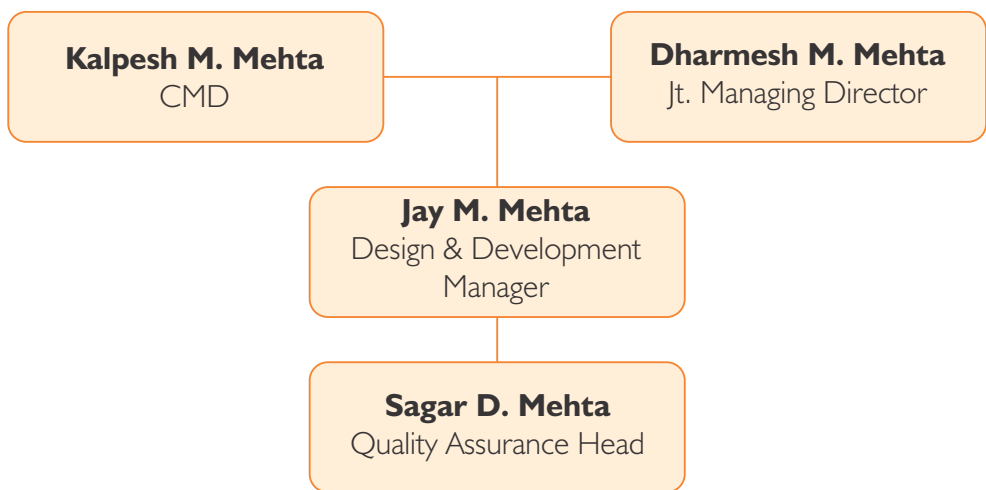 Kalpesh M. Mehta
CMD
Dharmesh M. Mehta
Jt. Managing Director
Jay M. Mehta
Design & Development
Manager
Sagar D. Mehta
Quality Assurance Head